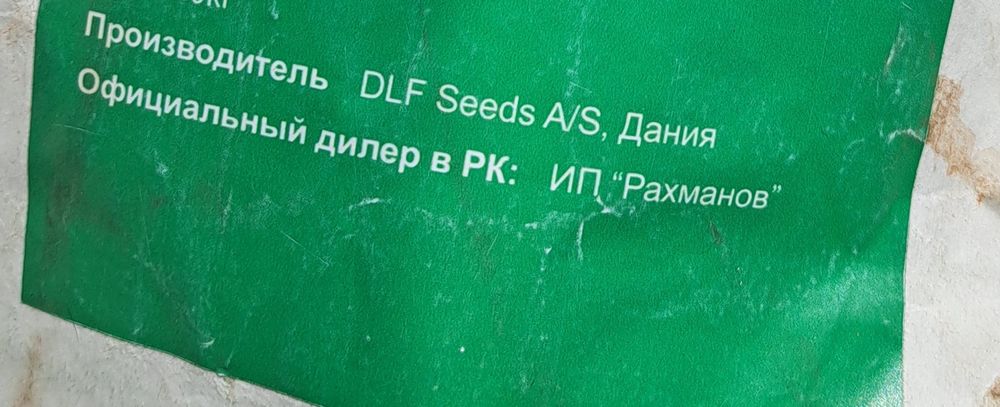 Производитель DLF Seeds A/S, Дания
Официальный дилер в РК: ИП “Рахманов”